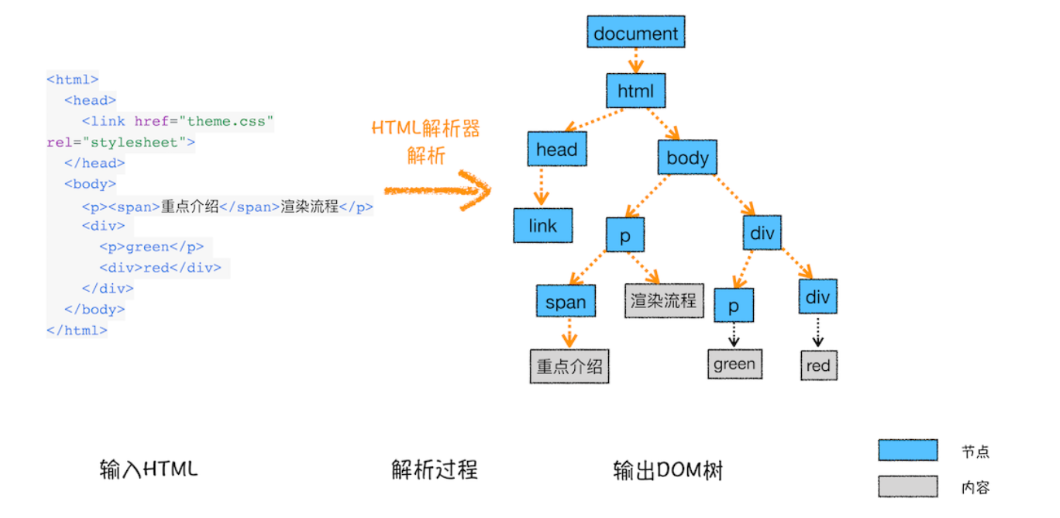 <html>
<head>
<link href="theme.css"
rel="stylesheet">
</head>
<body>
<p><span>重点介绍</span>渲染流程</p>
<div>
<p>green</p>
<div>red</div>
</div>
</body>
</html>
HTML解析器
解析
document
html
head
body
link
p
div
span
渲染流程
p
div
重点介绍
green
red
输入HTML
解析过程
输出DOM树
节点
内容